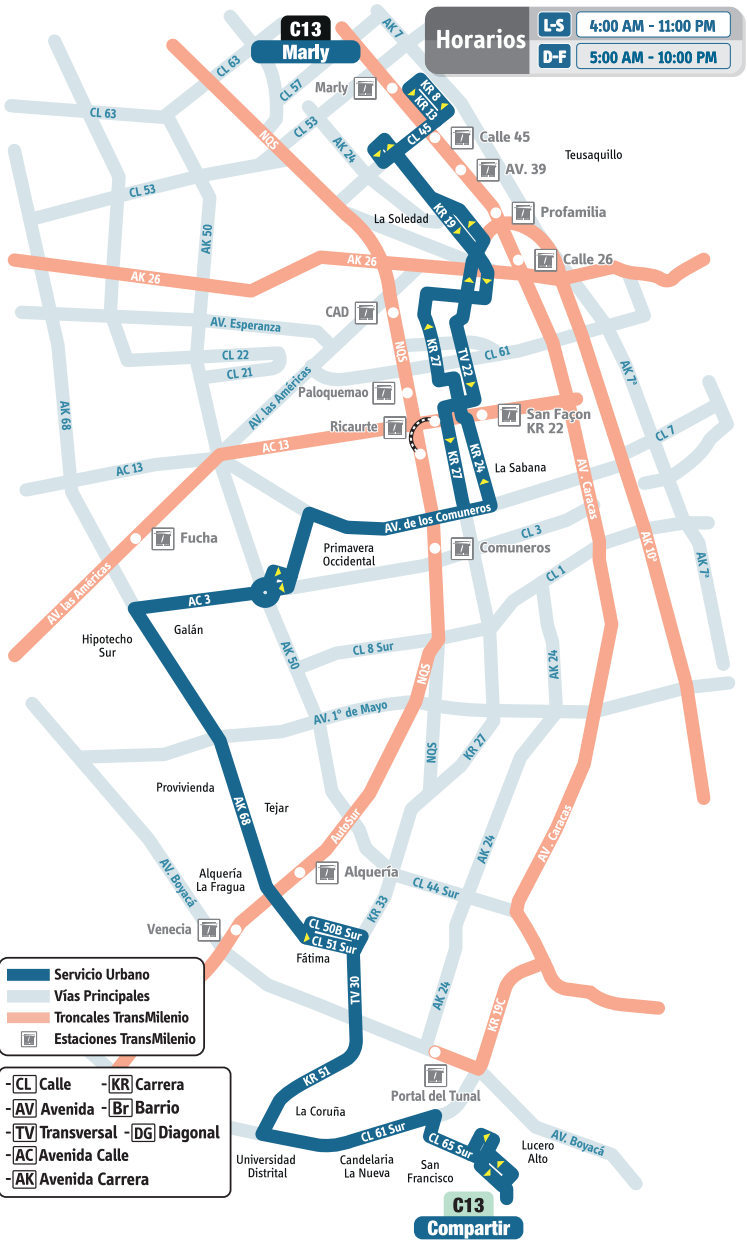 C13
Marly
Horarios
L-S
4:00 AM - 11:00 PM
D-F
5:00 AM - 10:00 PM
AK 7
CL 63
CL 57
Marly
KR 8
KR 13
CL 63
CL 53
NQS
AK 24
CL 45
Calle 45
Teusaquillo
AV. 39
CL 53
AK 50
La Soledad
KR 19
Profamilia
Calle 26
AK 26
AK 26
CAD
AV. Esperanza
CL 22
CL 21
NQS
KR 27
TV 22
CL 61
AK 7ª
AV. las Américas
Paloquemao
AK 68
Ricaurte
San Façon
KR 22
CL 7
AC 13
AC 13
KR 27
KR 24
La Sabana
AV. Caracas
AV. de los Comuneros
CL 3
Fucha
Primavera
Occidental
Comuneros
AK 10ª
AK 7ª
CL 1
AV. las Américas
AC 3
Hipotecho
Sur
Galán
AK 50
CL 8 Sur
AK 24
NQS
AV. 1° de Mayo
NQS
KR 27
Provivienda
AK 68
Tejar
AutoSur
AV. Caracas
AK 24
AV. Boyacá
Alquería
La Fragua
Alquería
CL 44 Sur
KR 33
Venecia
CL 50B Sur
CL 51 Sur
Fátima
TV 30
AK 24
KR 19C
Servicio Urbano
Vías Principales
Troncales TransMilenio
Estaciones TransMilenio
KR 51
Portal del Tunal
- CL Calle - KR Carrera
- AV Avenida - Br Barrio
- TV Transversal - DG Diagonal
- AC Avenida Calle
- AK Avenida Carrera
La Coruña
CL 61 Sur
CL 65 Sur
AV. Boyacá
Lucero
Alto
Universidad
Distrital
Candelaria
La Nueva
San
Francisco
C13
Compartir